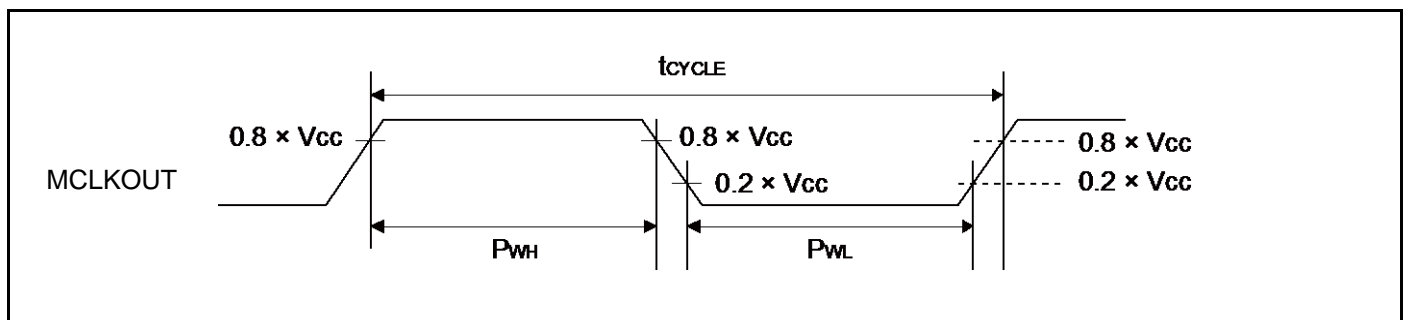 tCYCLE
0.8 × Vcc 0.8 × Vcc 0.8 × Vcc
MCLKOUT 0.2 × Vcc 0.2 × Vcc
PWH PWL